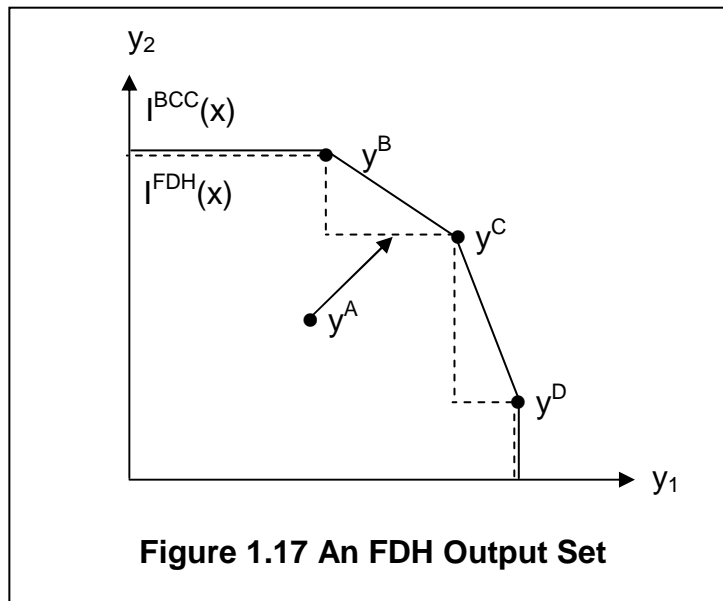 y₂
I^BCC(x)
y^B
I^FDH(x)
y^C
y^A
y^D
y₁
Figure 1.17 An FDH Output Set